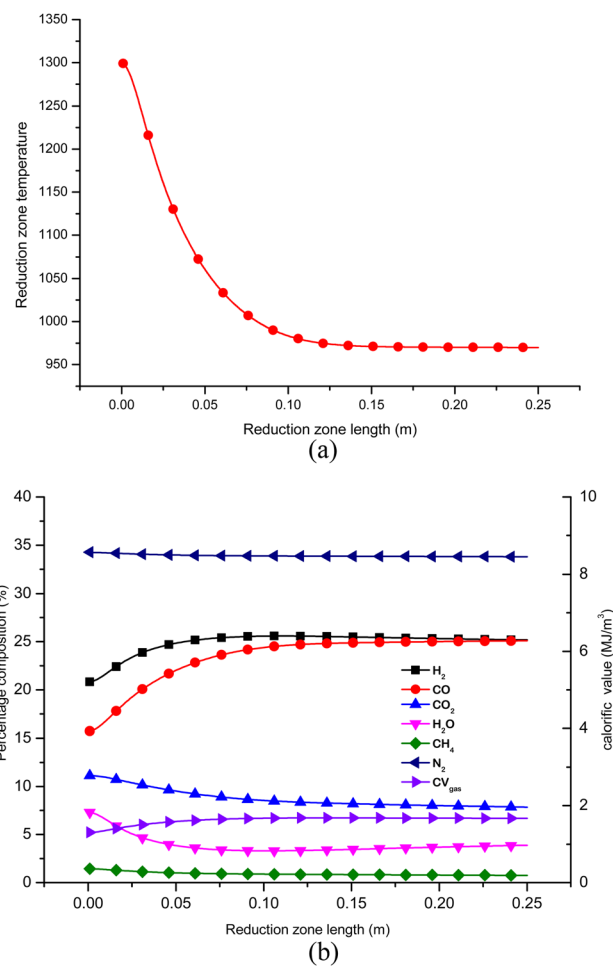 1350
1300
1250
1200
1150
1100
1050
1000
950
Reduction zone temperature
0.00 0.05 0.10 0.15 0.20 0.25
Reduction zone length (m)
(a)
40
35
30
25
20
15
10
5
0
Percentage composition (%)
10
8
6
4
2
0
calorific value (MJ/m³)
H₂
CO
CO₂
H₂O
CH₄
N₂
CV gas
0.00 0.05 0.10 0.15 0.20 0.25
Reduction zone length (m)
(b)